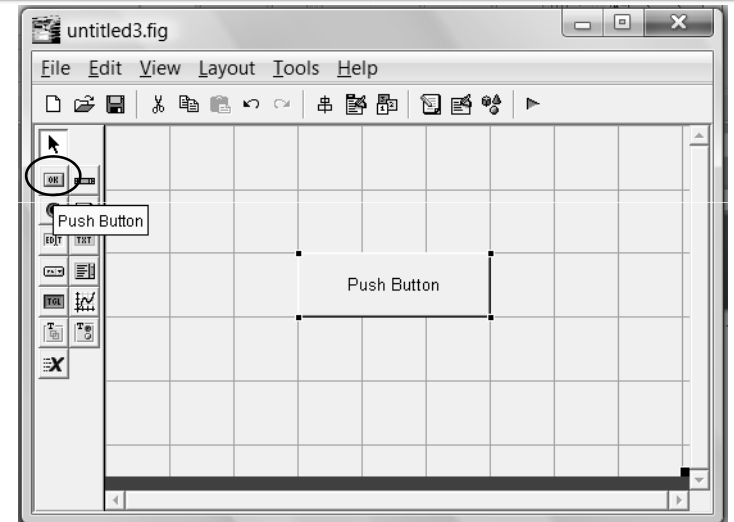 untitled3.fig
File Edit View Layout Tools Help
OK
Push Button
EDIT TXT
Push Button
TGL
T T
X